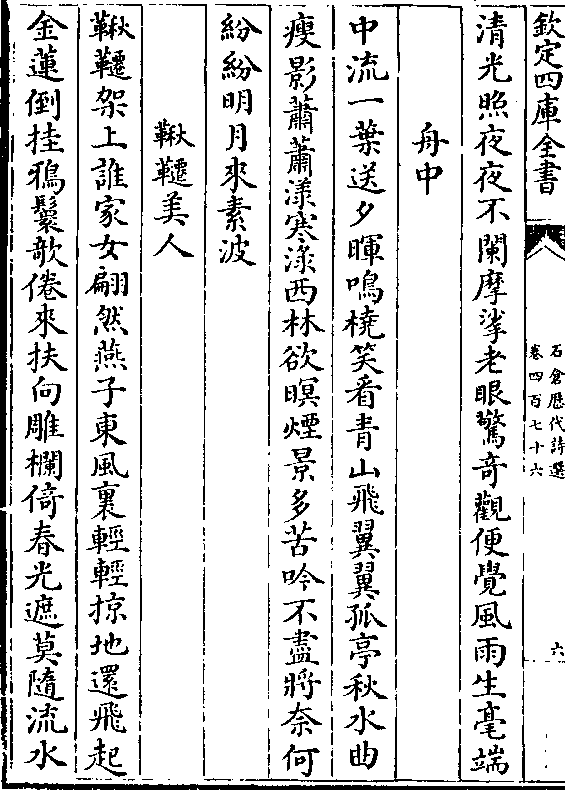 欽定四庫全書
石倉歴代詩選
卷四百七十六
六
清光照夜夜不闌摩挲老眼驚奇觀便覺風雨生毫端
舟中
中流一葉送夕暉鳴橈笑看青山飛翼翼孤亭秋水曲
瘦影蕭蕭漾寒渌西林欲暝煙景多苦吟不盡將奈何
紛紛明月來素波
鞦韆美人
鞦韆架上誰家女翩然燕子東風裏輕輕掠地還飛起
金蓮倒挂鴉鬟欹倦來扶向雕欄倚春光遮莫隨流水